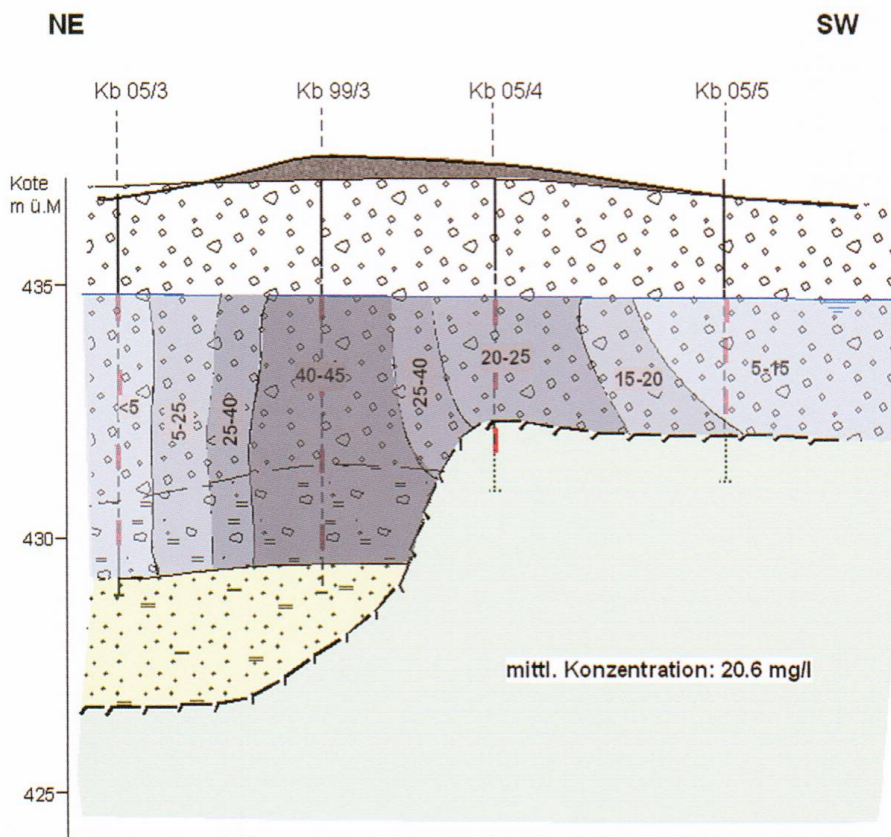 NE SW
Kb 05/3 Kb 99/3 Kb 05/4 Kb 05/5
Kote
m ü.M
435
40-45 20-25
<5 5-25 25-40 25-40 15-20 5-15
430
mittl. Konzentration: 20.6 mg/l
425